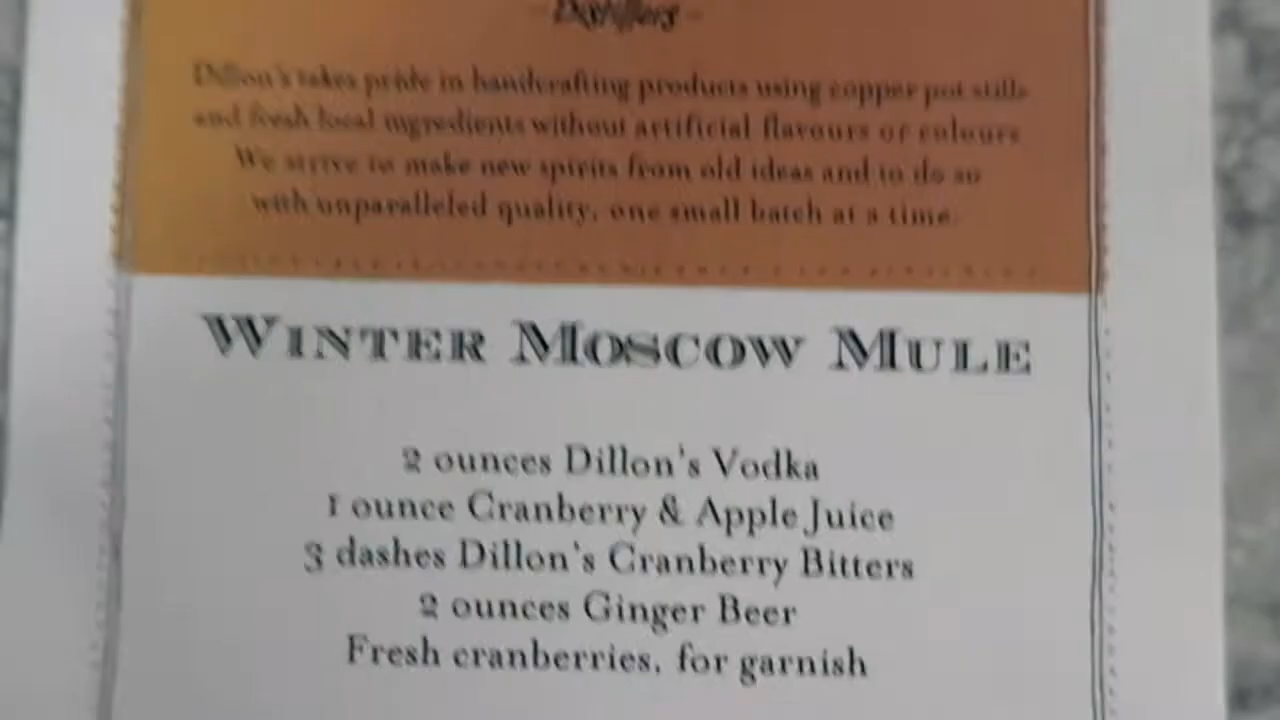 - Distillers -
Dillon's takes pride in handcrafting products using copper pot stills
and fresh local ingredients without artificial flavours or colours
We strive to make new spirits from old ideas and to do so
with unparalleled quality, one small batch at a time.
WINTER MOSCOW MULE
2 ounces Dillon's Vodka
1 ounce Cranberry & Apple Juice
3 dashes Dillon's Cranberry Bitters
2 ounces Ginger Beer
Fresh cranberries, for garnish